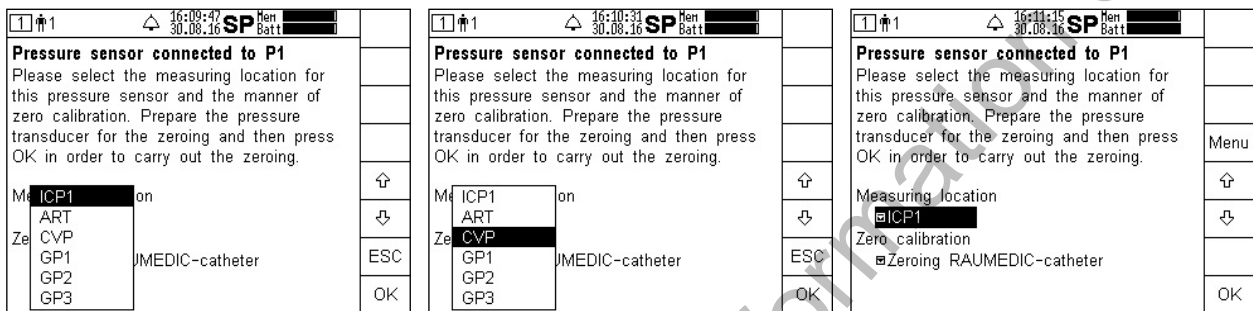 1 1 16:09:47 30.08.16 SP Mem Batt
Pressure sensor connected to P1
Please select the measuring location for
this pressure sensor and the manner of
zero calibration. Prepare the pressure
transducer for the zeroing and then press
OK in order to carry out the zeroing.
Me ICP1 on
ART
Ze CVP
GP1 UMEDIC-catheter
GP2
GP3
ESC
OK
1 1 16:10:31 30.08.16 SP Mem Batt
Pressure sensor connected to P1
Please select the measuring location for
this pressure sensor and the manner of
zero calibration. Prepare the pressure
transducer for the zeroing and then press
OK in order to carry out the zeroing.
Me ICP1 on
ART
Ze CVP
GP1 UMEDIC-catheter
GP2
GP3
ESC
OK
1 1 16:11:15 30.08.16 SP Mem Batt
Pressure sensor connected to P1
Please select the measuring location for
this pressure sensor and the manner of
zero calibration. Prepare the pressure
transducer for the zeroing and then press
OK in order to carry out the zeroing.
Measuring location
ICP1
Zero calibration
Zeroing RAUMEDIC-catheter
Menu
OK
formation